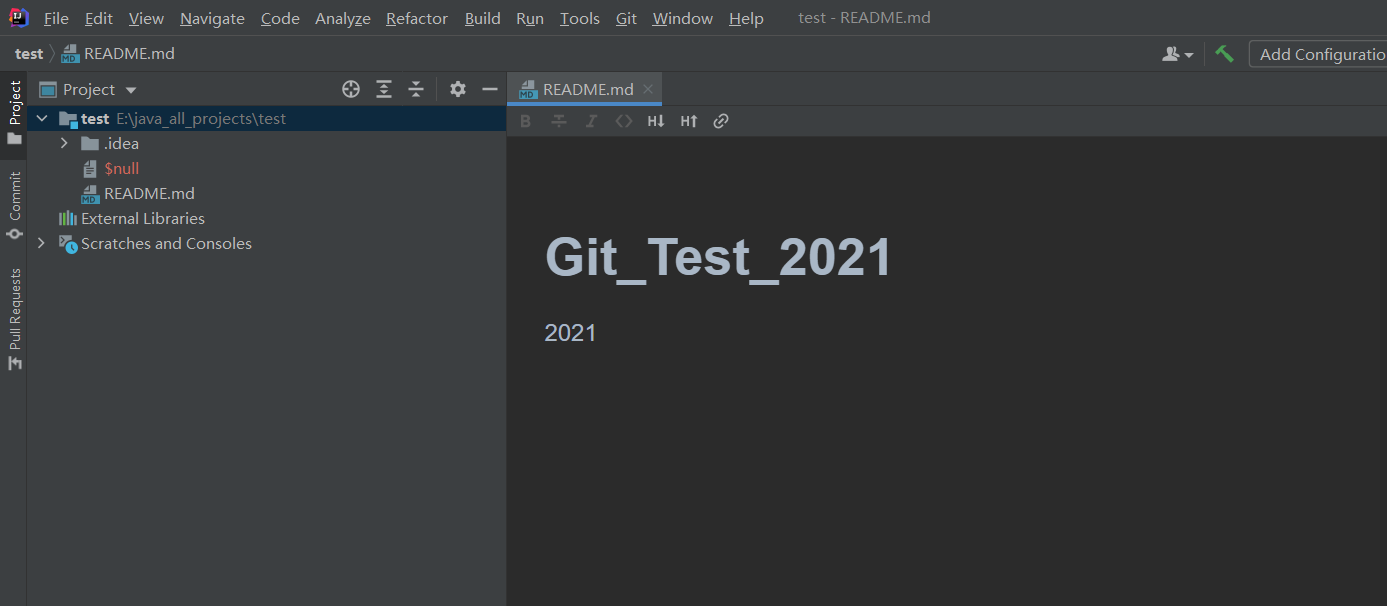 File Edit View Navigate Code Analyze Refactor Build Run Tools Git Window Help test - README.md
test README.md Add Configuratio
Project
README.md
test E:\java_all_projects\test
B I <> H↓ H↑
.idea
$null
README.md
External Libraries
Scratches and Consoles
Project
Commit
Pull Requests
Git_Test_2021
2021